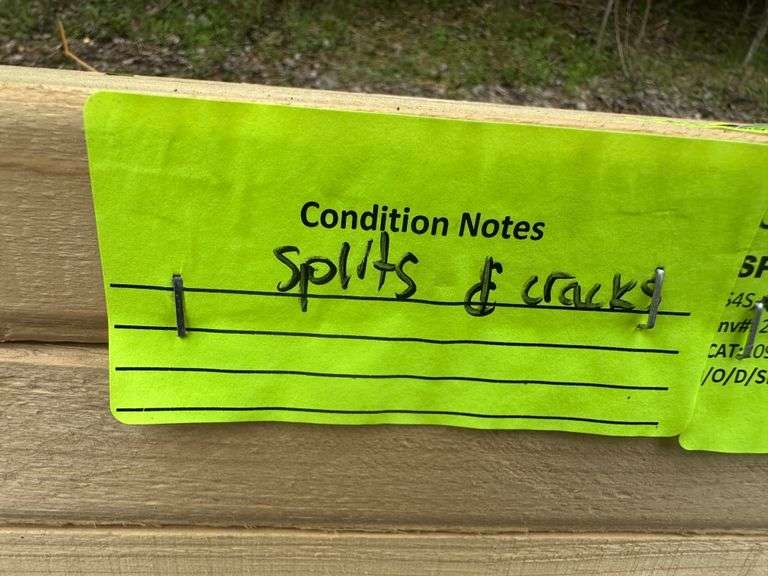 Condition Notes
splits & cracks